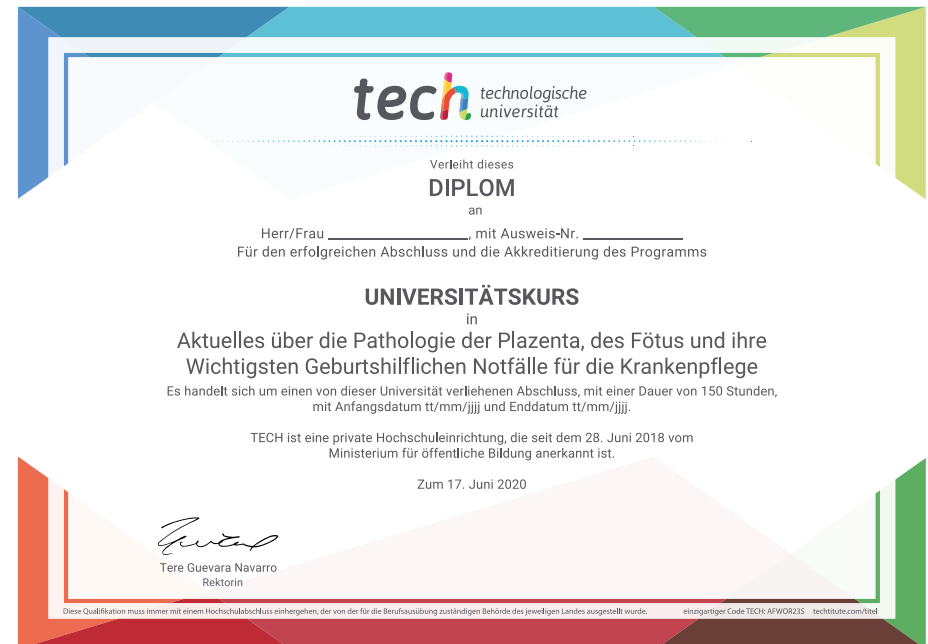 tech technologische
universität
Verleiht dieses
DIPLOM
an
Herr/Frau ____________________, mit Ausweis-Nr. ______________
Für den erfolgreichen Abschluss und die Akkreditierung des Programms
UNIVERSITÄTSKURS
in
Aktuelles über die Pathologie der Plazenta, des Fötus und ihre
Wichtigsten Geburtshilflichen Notfälle für die Krankenpflege
Es handelt sich um einen von dieser Universität verliehenen Abschluss, mit einer Dauer von 150 Stunden,
mit Anfangsdatum tt/mm/jjjj und Enddatum tt/mm/jjjj.
TECH ist eine private Hochschuleinrichtung, die seit dem 28. Juni 2018 vom
Ministerium für öffentliche Bildung anerkannt ist.
Zum 17. Juni 2020
Tere Guevara Navarro
Rektorin
Diese Qualifikation muss immer mit einem Hochschulabschluss einhergehen, der von der für die Berufsausübung zuständigen Behörde des jeweiligen Landes ausgestellt wurde. einzigartiger Code TECH: AFWOR23S techtitute.com/titel